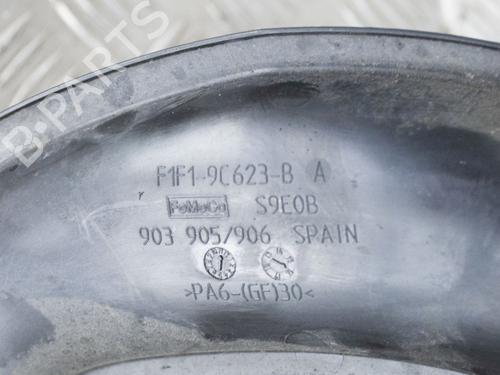 B-PARTS
F1F1-9C623-B A
FoMoCo S9E0B
903 905/906 SPAIN
>PA6-(GF)30<